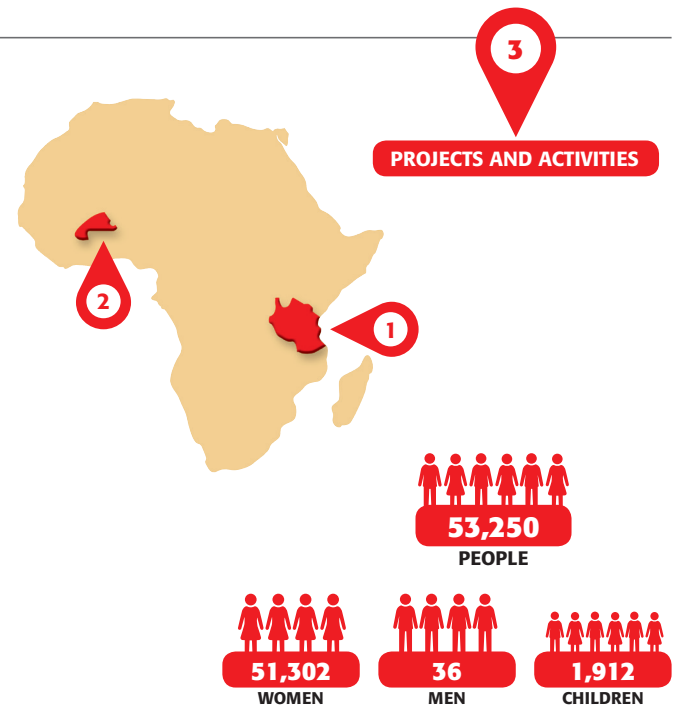 3
PROJECTS AND ACTIVITIES
2
1
53,250
PEOPLE
51,302
WOMEN
36
MEN
1,912
CHILDREN